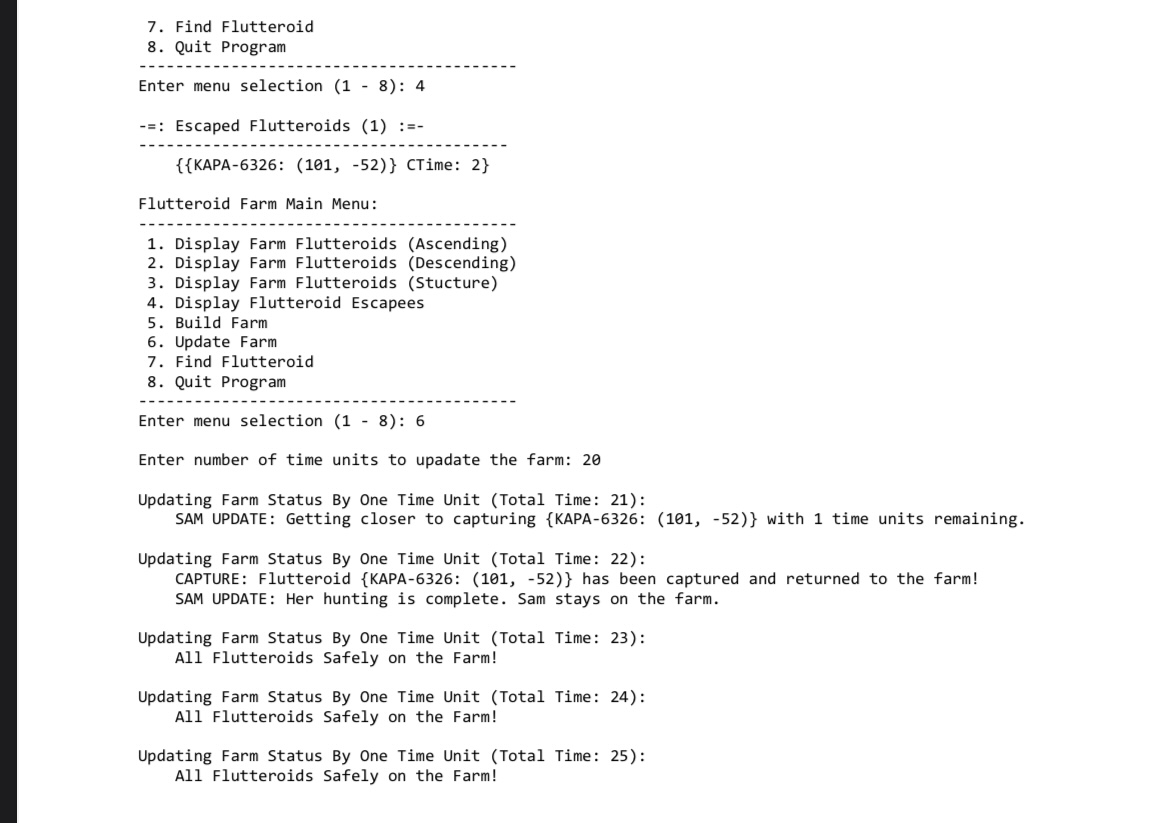 7. Find Flutteroid
8. Quit Program
-----------------------------------------
Enter menu selection (1 - 8): 4
-=: Escaped Flutteroids (1) :=-
----------------------------------------
{{KAPA-6326: (101, -52)} CTime: 2}
Flutteroid Farm Main Menu:
-----------------------------------------
1. Display Farm Flutteroids (Ascending)
2. Display Farm Flutteroids (Descending)
3. Display Farm Flutteroids (Stucture)
4. Display Flutteroid Escapees
5. Build Farm
6. Update Farm
7. Find Flutteroid
8. Quit Program
-----------------------------------------
Enter menu selection (1 - 8): 6
Enter number of time units to upadate the farm: 20
Updating Farm Status By One Time Unit (Total Time: 21):
SAM UPDATE: Getting closer to capturing {KAPA-6326: (101, -52)} with 1 time units remaining.
Updating Farm Status By One Time Unit (Total Time: 22):
CAPTURE: Flutteroid {KAPA-6326: (101, -52)} has been captured and returned to the farm!
SAM UPDATE: Her hunting is complete. Sam stays on the farm.
Updating Farm Status By One Time Unit (Total Time: 23):
All Flutteroids Safely on the Farm!
Updating Farm Status By One Time Unit (Total Time: 24):
All Flutteroids Safely on the Farm!
Updating Farm Status By One Time Unit (Total Time: 25):
All Flutteroids Safely on the Farm!